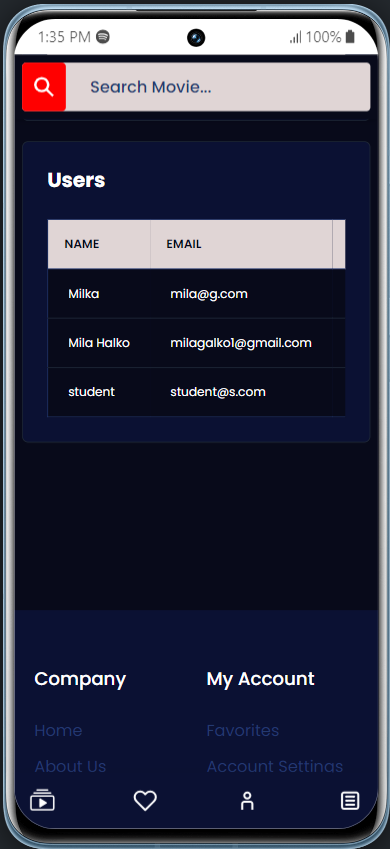 1:35 PM 100%
Search Movie...
Users
NAME EMAIL
Milka mila@g.com
Mila Halko milagalko1@gmail.com
student student@s.com
Company My Account
Home Favorites
About Us Account Settings